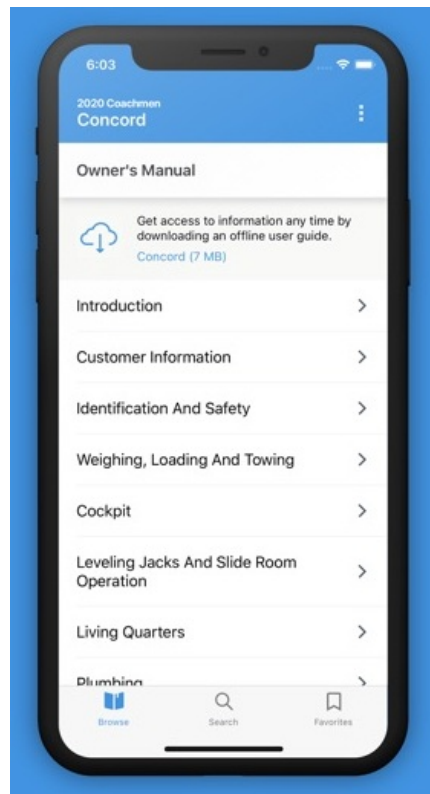 6:03
2020 Coachmen
Concord
Owner's Manual
Get access to information any time by
downloading an offline user guide.
Concord (7 MB)
Introduction
Customer Information
Identification And Safety
Weighing, Loading And Towing
Cockpit
Leveling Jacks And Slide Room
Operation
Living Quarters
Plumbing
Browse
Search
Favorites